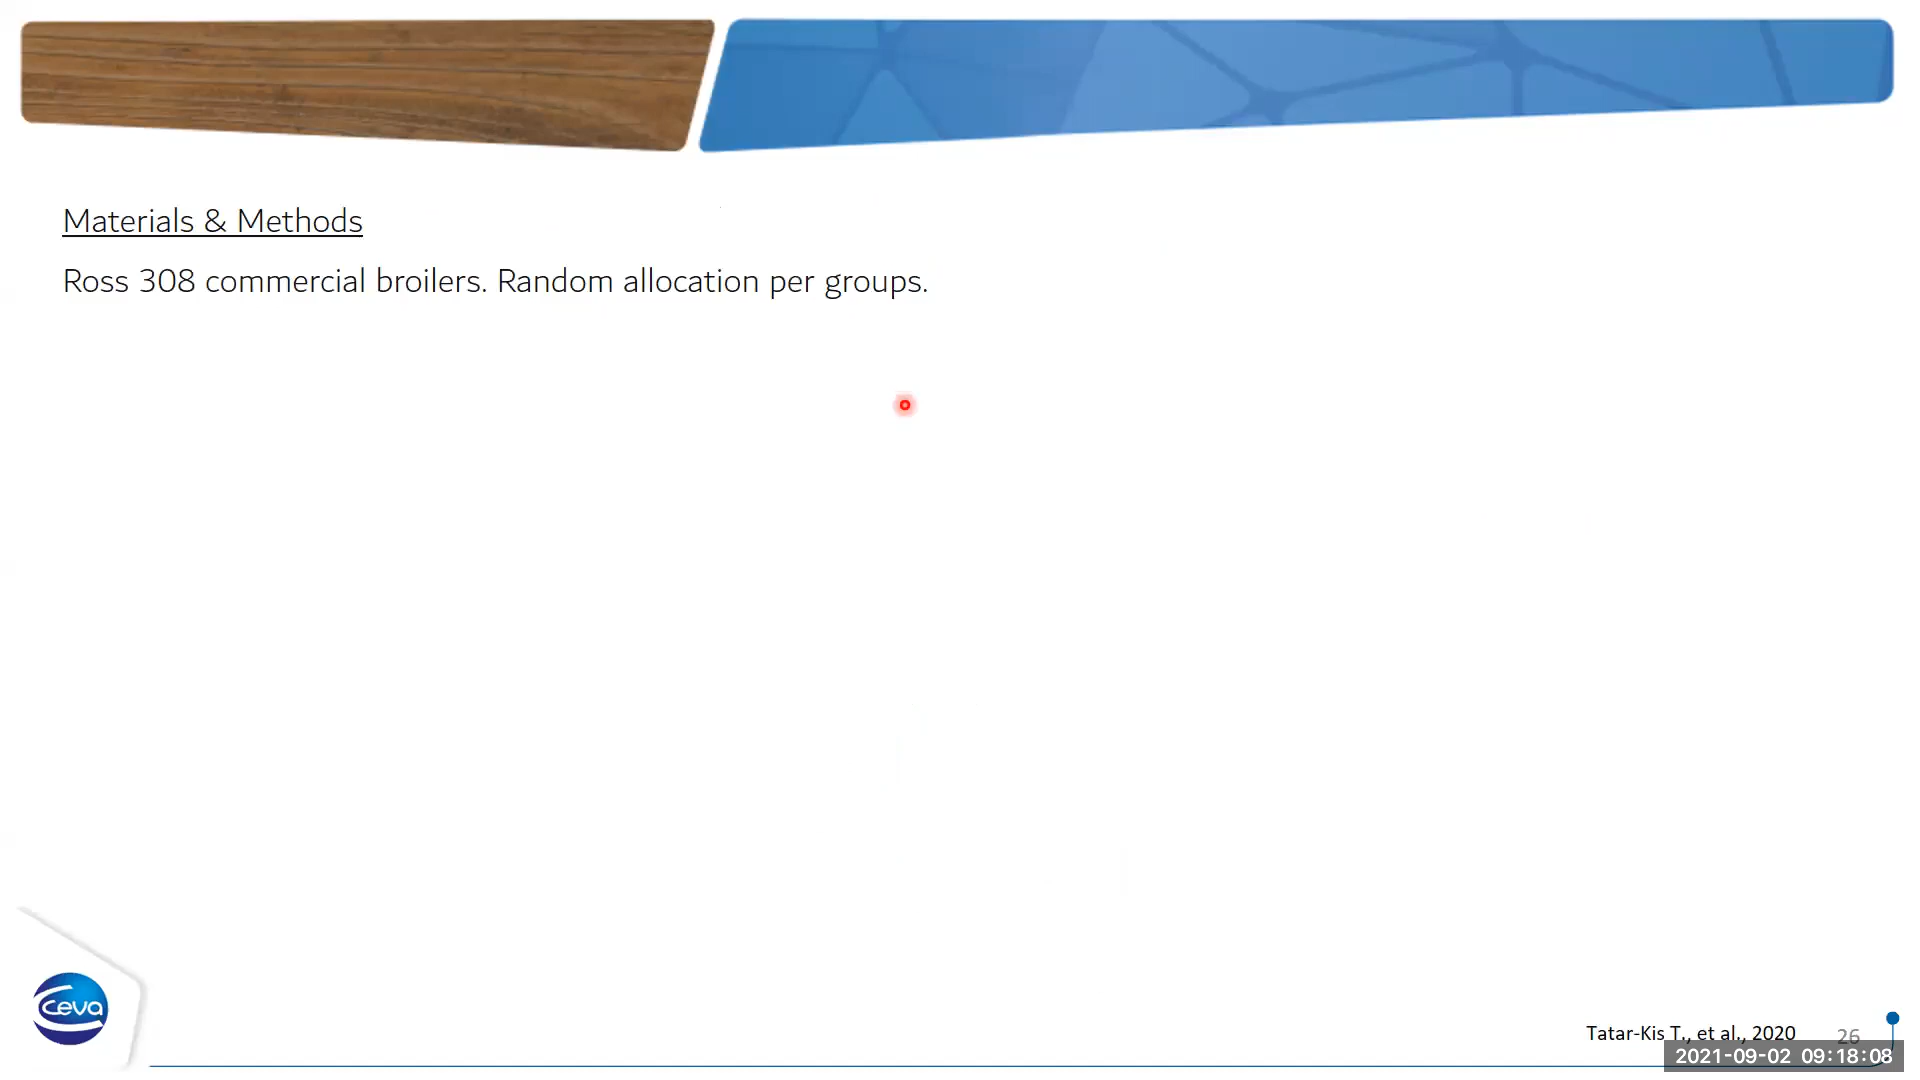 Materials & Methods
Ross 308 commercial broilers. Random allocation per groups.
ceva
Tatar-Kis T., et al., 2020
26
2021-09-02 09:18:08